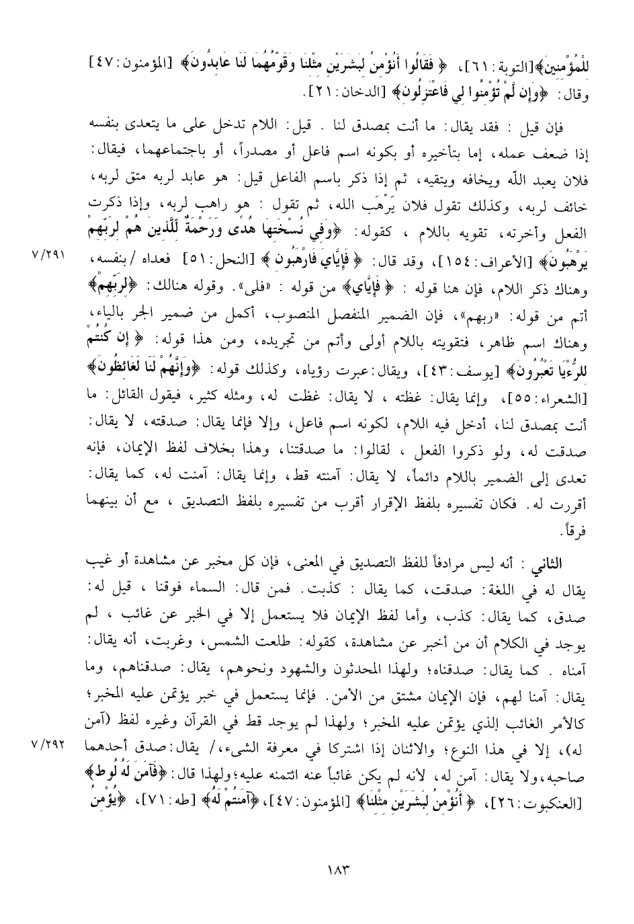 لِلْمُؤْمِنِينَ﴾[التوبة:٦١]، ﴿ فَقَالُوا أَنُؤْمِنُ لِبَشَرَيْنِ مِثْلِنَا وَقَوْمُهُمَا لَنَا عَابِدُونَ﴾ [المؤمنون:٤٧]
وقال: ﴿وَإِن لَّمْ تُؤْمِنُوا لِي فَاعْتَزِلُونِ﴾ [الدخان:٢١].
فإن قيل : فقد يقال: ما أنت بمصدق لنا . قيل: اللام تدخل على ما يتعدى بنفسه
إذا ضعف عمله، إما بتأخيره أو بكونه اسم فاعل أو مصدراً، أو باجتماعهما، فيقال:
فلان يعبد الله ويخافه ويتقيه، ثم إذا ذكر باسم الفاعل قيل: هو عابد لربه متق لربه،
خائف لربه، وكذلك تقول فلان يَرْهَب الله، ثم تقول : هو راهب لربه، وإذا ذكرت
الفعل وأخرته، تقويه باللام ، كقوله: ﴿وَفِي نُسْخَتِهَا هُدًى وَرَحْمَةٌ لِّلَّذِينَ هُمْ لِرَبِّهِمْ
يَرْهَبُونَ﴾ [الأعراف:١٥٤]، وقد قال: ﴿ فَإِيَّايَ فَارْهَبُونِ ﴾ [النحل:٥١] فعداه /بنفسه، ٧/٢٩١
وهناك ذكر اللام، فإن هنا قوله : ﴿ فَإِيَّايَ﴾ من قوله : «فلى». وقوله هنالك: ﴿لِرَبِّهِمْ﴾
أتم من قوله: «ربهم»، فإن الضمير المنفصل المنصوب، أكمل من ضمير الجر بالياء،
وهناك اسم ظاهر، فتقويته باللام أولى وأتم من تجريده، ومن هذا قوله: ﴿ إِن كُنتُمْ
لِلرُّءْيَا تَعْبُرُونَ﴾ [يوسف:٤٣]، ويقال:عبرت رؤياه، وكذلك قوله: ﴿وَإِنَّهُمْ لَنَا لَغَائِظُونَ﴾
[الشعراء:٥٥]، وإنما يقال: غظته ، لا يقال: غظت له، ومثله كثير، فيقول القائل: ما
أنت بمصدق لنا، أدخل فيه اللام، لكونه اسم فاعل، وإلا فإنما يقال: صدقته، لا يقال:
صدقت له، ولو ذكروا الفعل ، لقالوا: ما صدقتنا، وهذا بخلاف لفظ الإيمان، فإنه
تعدى إلى الضمير باللام دائماً، لا يقال: آمنته قط، وإنما يقال: آمنت له، كما يقال:
أقررت له. فكان تفسيره بلفظ الإقرار أقرب من تفسيره بلفظ التصديق ، مع أن بينهما
فرقاً.
الثاني : أنه ليس مرادفاً للفظ التصديق في المعنى، فإن كل مخبر عن مشاهدة أو غيب
يقال له في اللغة: صدقت، كما يقال : كذبت. فمن قال: السماء فوقنا ، قيل له:
صدق، كما يقال: كذب، وأما لفظ الإيمان فلا يستعمل إلا في الخبر عن غائب ، لم
يوجد في الكلام أن من أخبر عن مشاهدة، كقوله: طلعت الشمس، وغربت، أنه يقال:
آمناه . كما يقال: صدقناه؛ ولهذا المحدثون والشهود ونحوهم، يقال: صدقناهم، وما
يقال: آمنا لهم، فإن الإيمان مشتق من الأمن. فإنما يستعمل في خبر يؤتمن عليه المخبر؛
كالأمر الغائب الذي يؤتمن عليه المخبر؛ ولهذا لم يوجد قط في القرآن وغيره لفظ (آمن
له)، إلا في هذا النوع؛ والاثنان إذا اشتركا في معرفة الشيء،/ يقال:صدق أحدهما ٧/٢٩٢
صاحبه،ولا يقال: آمن له، لأنه لم يكن غائباً عنه ائتمنه عليه؛ولهذا قال: ﴿فَآمَنَ لَهُ لُوطٌ﴾
[العنكبوت:٢٦]، ﴿ أَنُؤْمِنُ لِبَشَرَيْنِ مِثْلِنَا﴾ [المؤمنون:٤٧]،﴿آمَنتُمْ لَهُ﴾ [طه:٧١]، ﴿يُؤْمِنُ
١٨٣